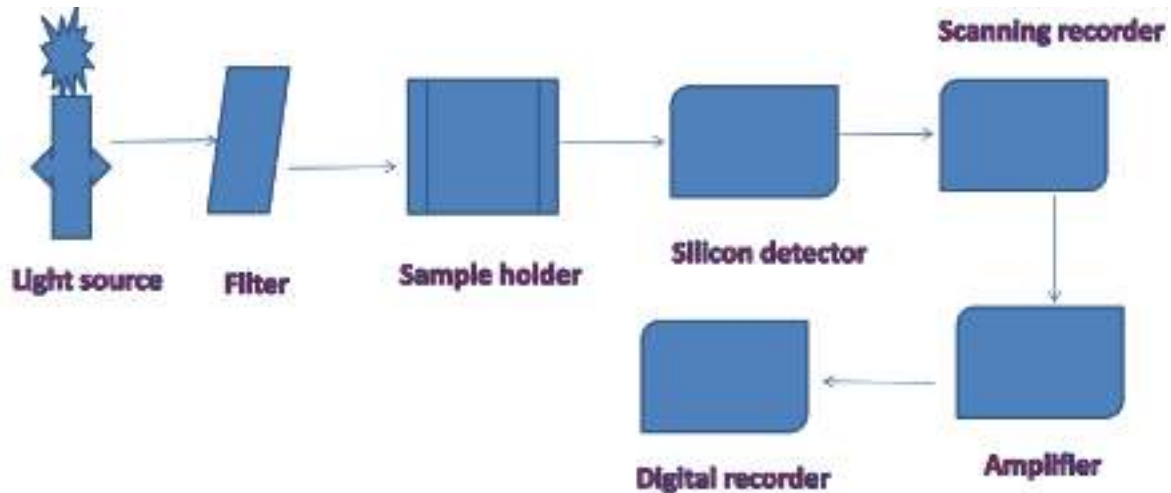 Scanning recorder
Light source
Filter
Sample holder
Silicon detector
Digital recorder
Amplifier